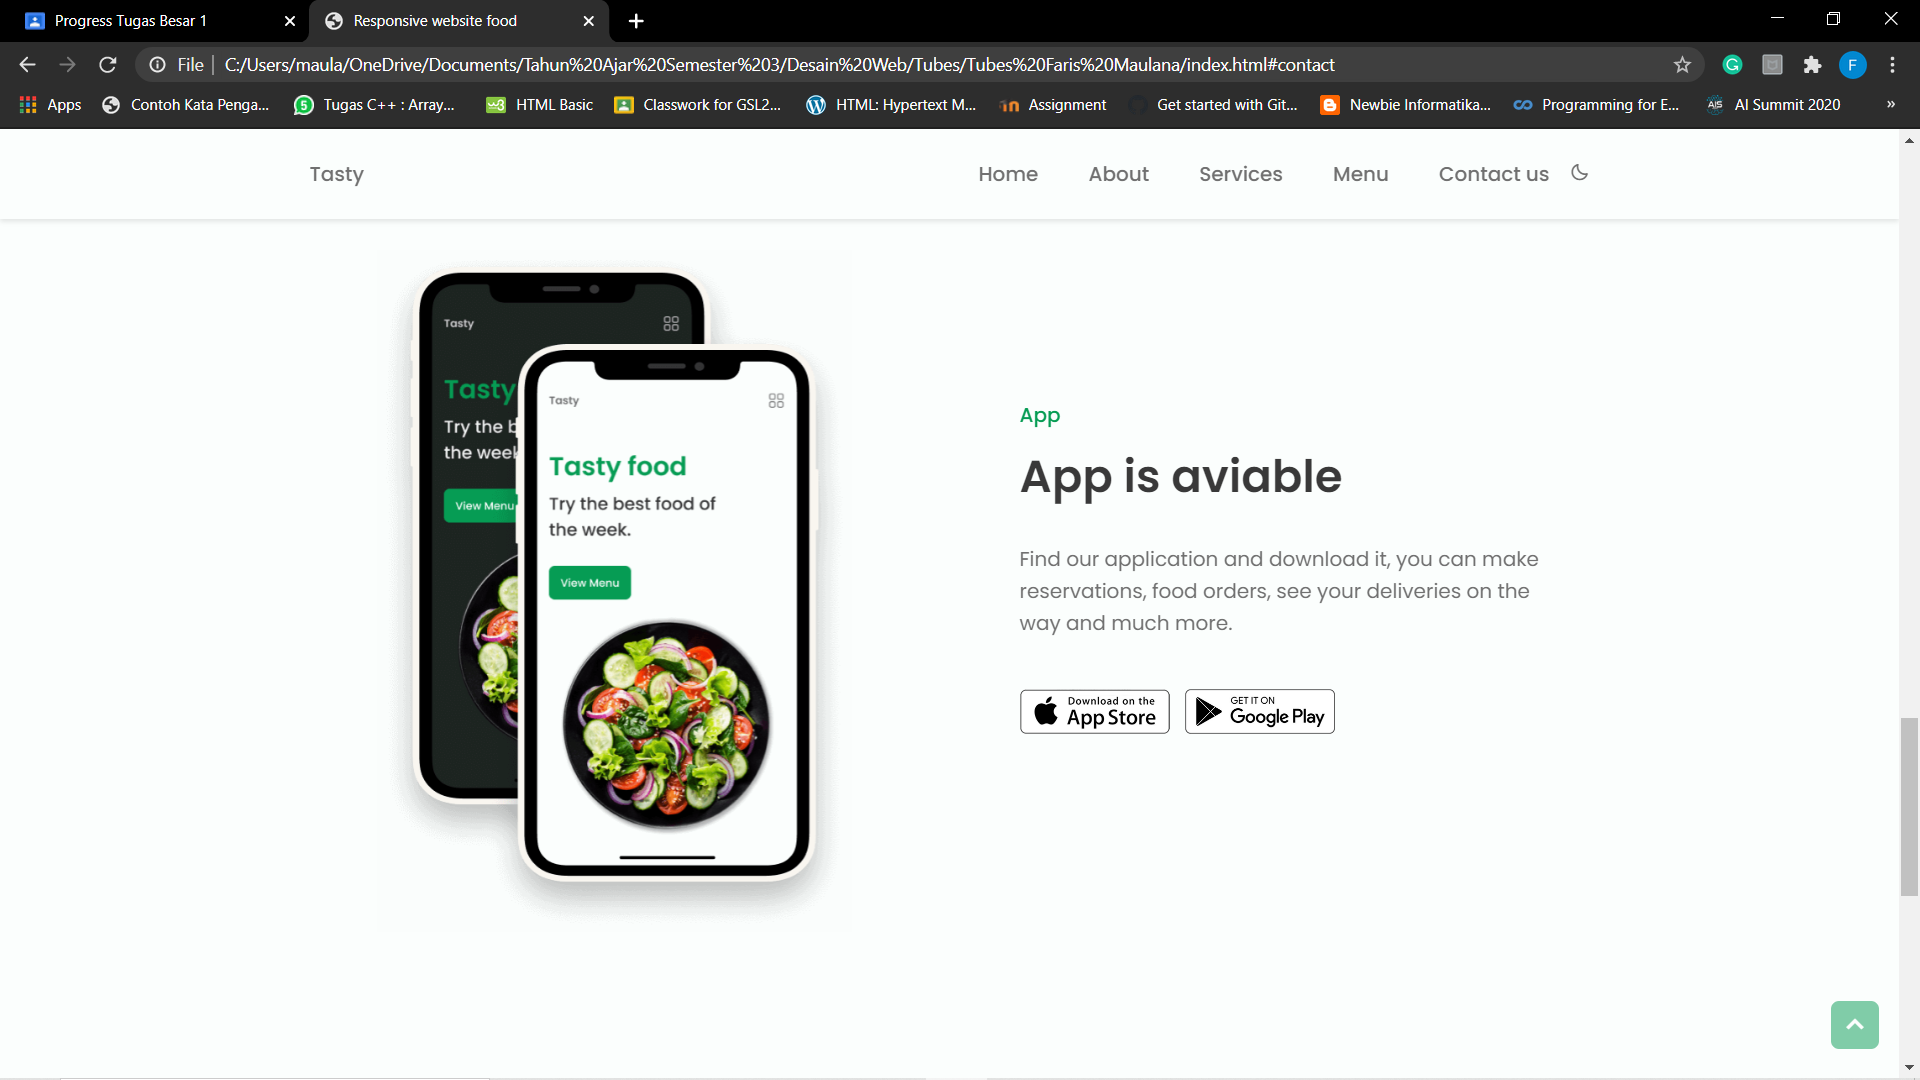 Progress Tugas Besar 1
Responsive website food
File
C:/Users/maula/OneDrive/Documents/Tahun%20Ajar%20Semester%203/Desain%20Web/Tubes/Tubes%20Faris%20Maulana/index.html#contact
F
Apps
Contoh Kata Penga...
5
Tugas C++ : Array...
w3
HTML Basic
Classwork for GSL2...
HTML: Hypertext M...
Assignment
Get started with Git...
Newbie Informatika...
Programming for E...
AIS
AI Summit 2020
»
Tasty
Home
About
Services
Menu
Contact us
Tasty
Tasty
Try the b
the week
View Menu
Tasty
Tasty food
Try the best food of
the week.
View Menu
App
App is aviable
Find our application and download it, you can make
reservations, food orders, see your deliveries on the
way and much more.
Download on the
App Store
GET IT ON
Google Play